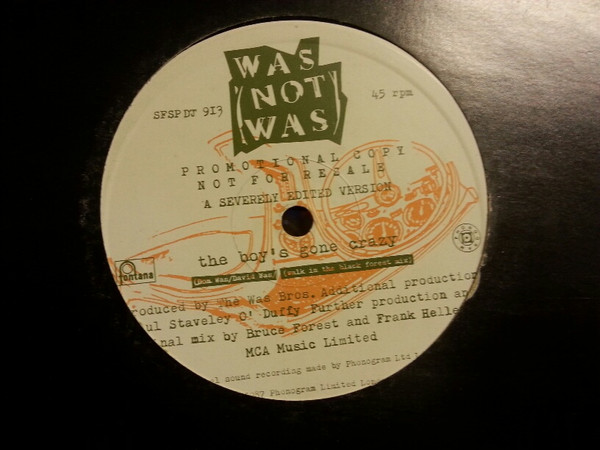 WAS
(NOT
WAS)
SFSPDJ 913
45 rpm
PROMOTIONAL COPY
NOT FOR RESALE
A SEVERELY EDITED VERSION
the boy's gone crazy
(Don Was/David Was) (walk in the black forest mix)
fontana
roduced by The Was Bros. Additional production
ul Staveley O' Duffy Further production an
nal mix by Bruce Forest and Frank Helle
MCA Music Limited
l sound recording made by Phonogram Ltd
87 Phonogram Limited Lon